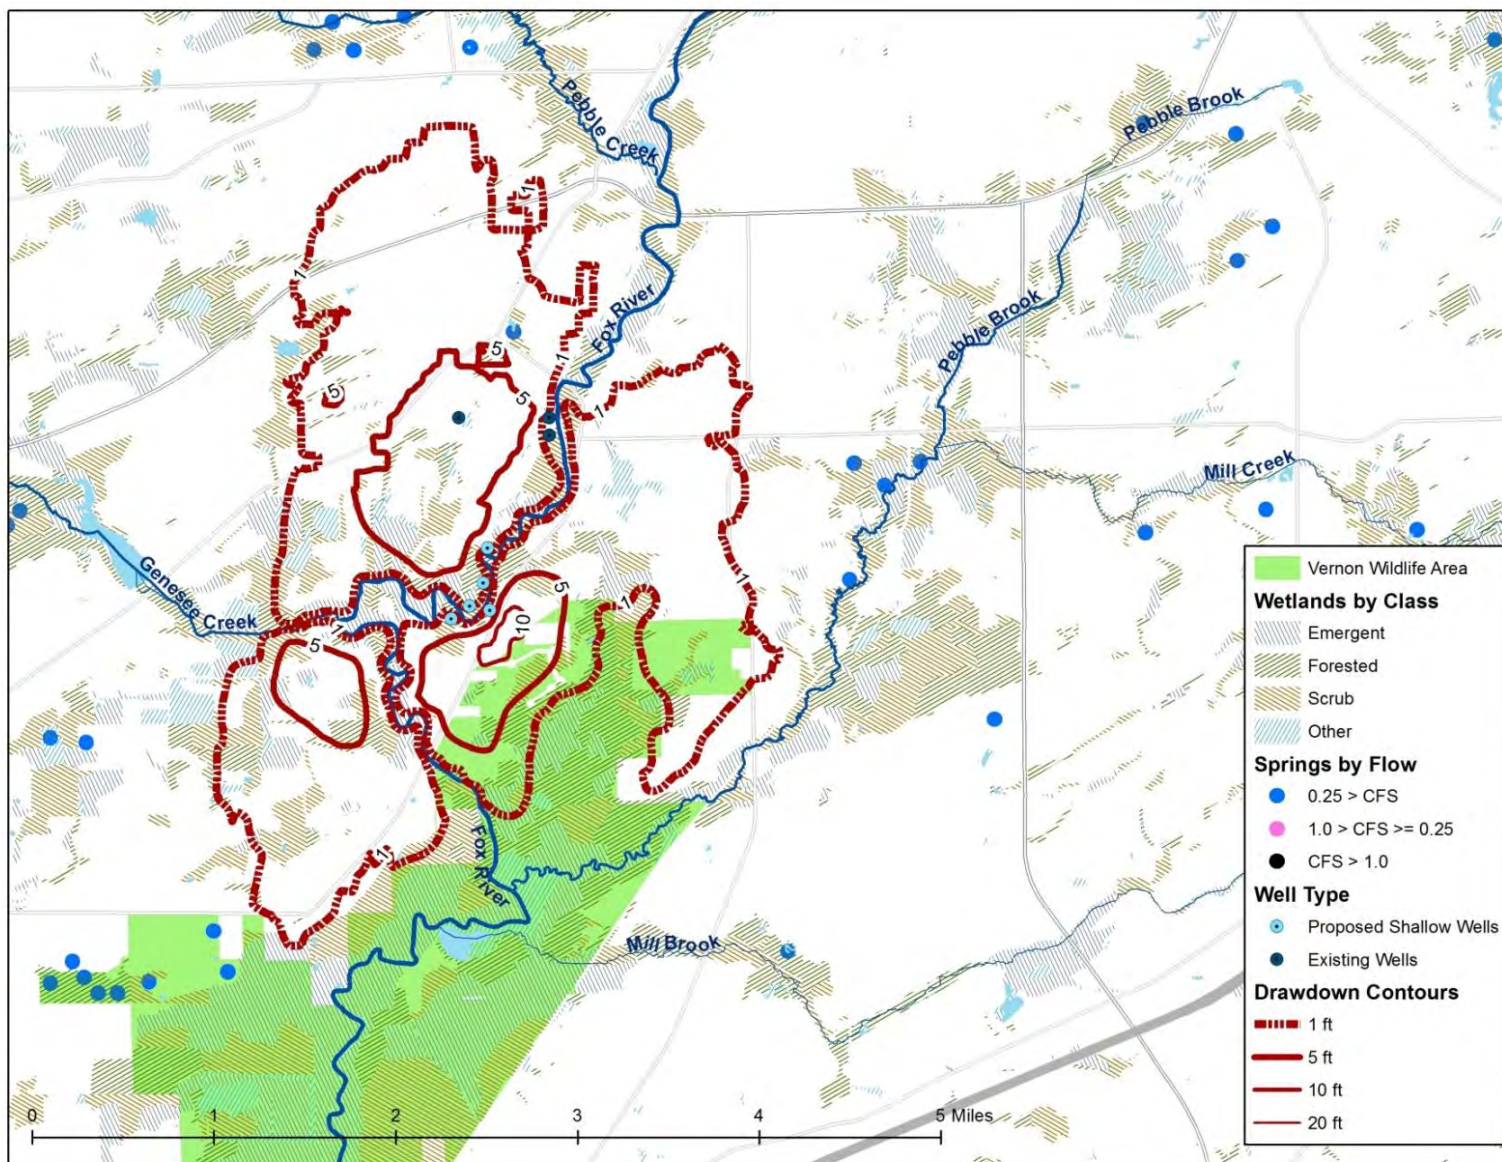 Pebble Creek
Pebble Brook
1
1
Fox River
Pebble Brook
5
1
5
5
1
Mill Creek
Genesee Creek
1
5
1
10
1
5
1
Fox River
Mill Brook
0 1 2 3 4 5 Miles
Vernon Wildlife Area
Wetlands by Class
Emergent
Forested
Scrub
Other
Springs by Flow
0.25 > CFS
1.0 > CFS >= 0.25
CFS > 1.0
Well Type
Proposed Shallow Wells
Existing Wells
Drawdown Contours
1 ft
5 ft
10 ft
20 ft